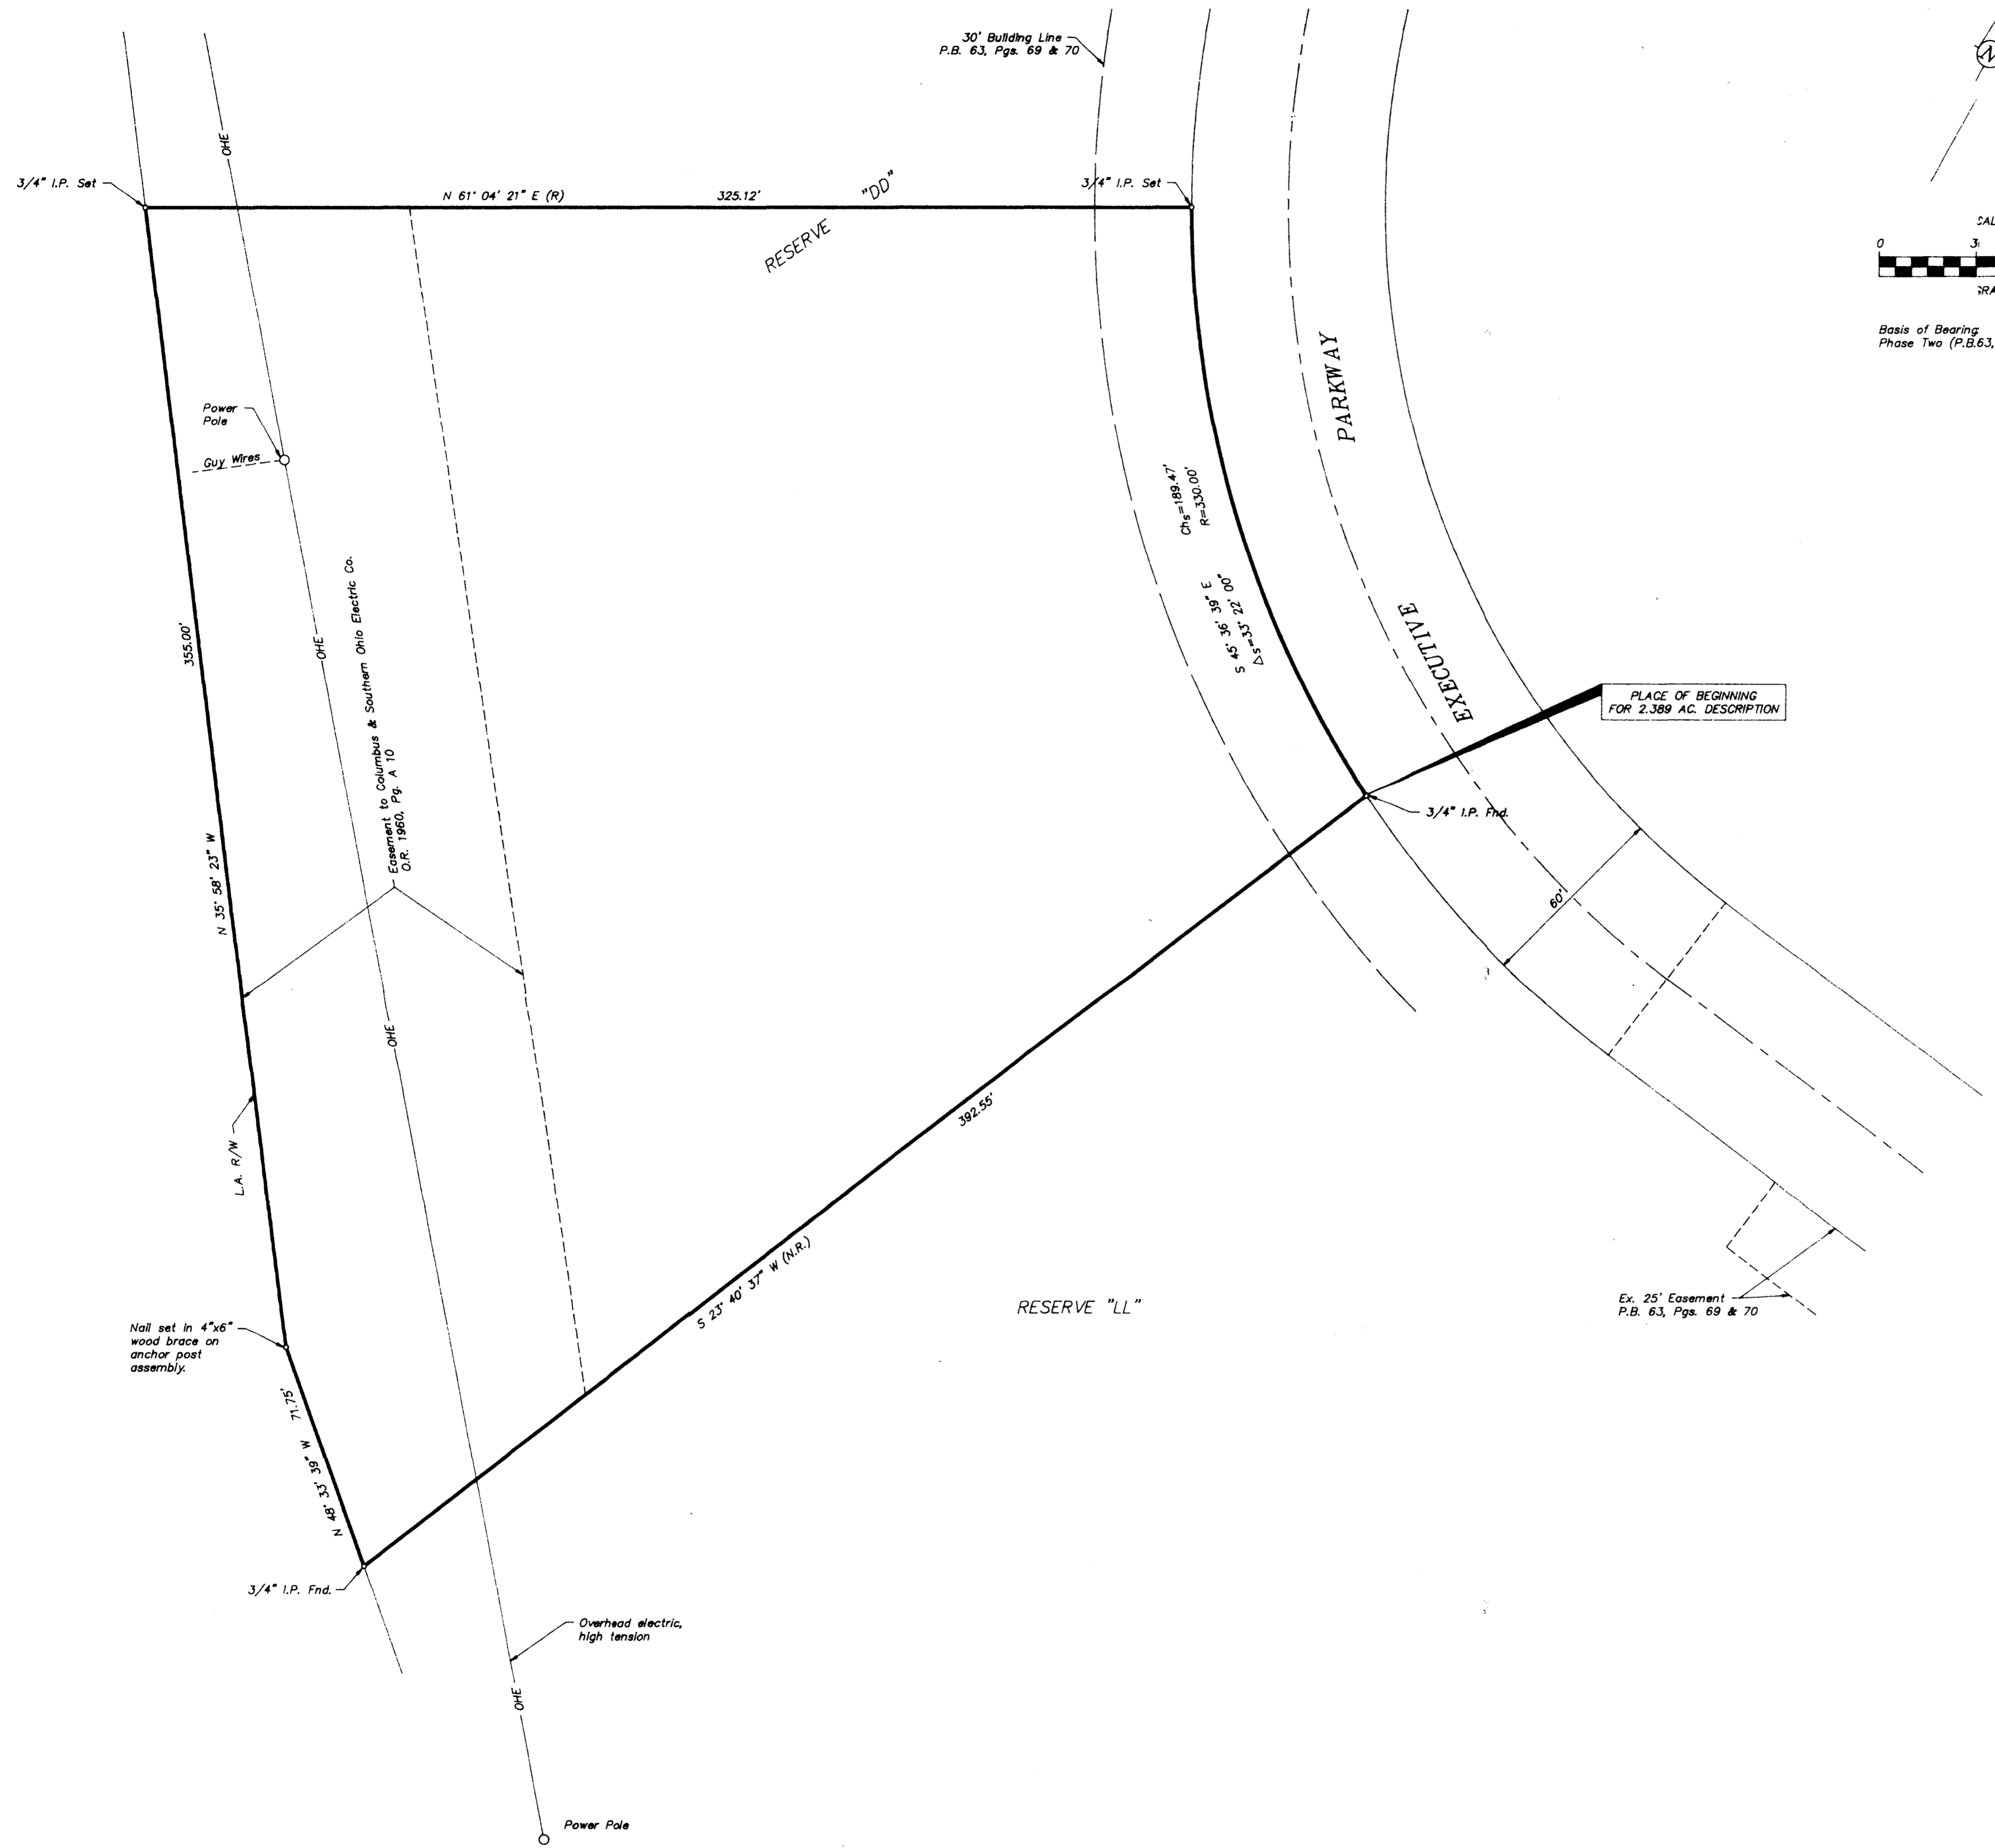 30' Building Line
P.B. 63, Pgs. 69 & 70
N
OHE
3/4" I.P. Set
N 61° 04' 21" E (R)
325.12'
"DD"
RESERVE
3/4" I.P. Set
0
Basis of Bearing
Phase Two (P.B.63,
PARKWAY
EXECUTIVE
Power
Pole
Guy Wires
Chs=189.47'
R=330.00'
S 45° 36' 39" E
Δs=33° 22' 00"
355.00'
OHE
Easement to Columbus & Southern Ohio Electric Co.
O.R. 1960, Pg. A 10
PLACE OF BEGINNING
FOR 2.389 AC. DESCRIPTION
3/4" I.P. Fnd.
N 35° 58' 23" W
60'
OHE
L.A. R/W
392.55'
S 23° 40' 37" W (N.R.)
RESERVE "LL"
Ex. 25' Easement
P.B. 63, Pgs. 69 & 70
Nail set in 4"x6"
wood brace on
anchor post
assembly.
71.75'
N 48° 33' 39" W
3/4" I.P. Fnd.
Overhead electric,
high tension
OHE
Power Pole